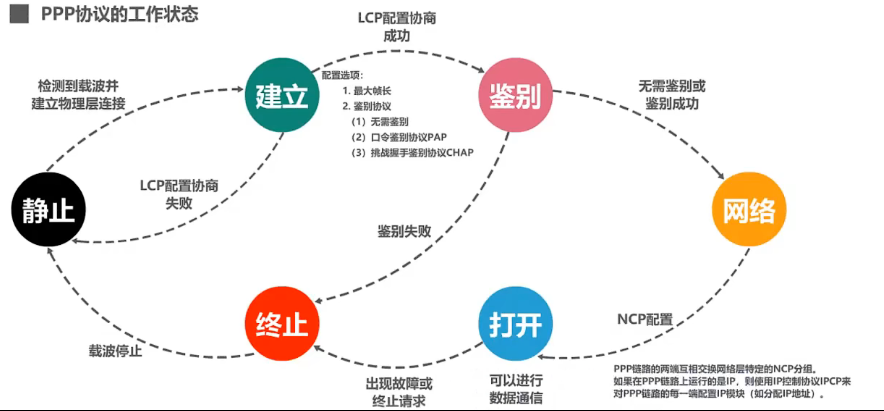 PPP协议的工作状态
LCP配置协商
成功
检测到载波并
建立物理层连接
建立
配置选项：
1. 最大帧长
2. 鉴别协议
（1）无需鉴别
（2）口令鉴别协议PAP
（3）挑战握手鉴别协议CHAP
鉴别
无需鉴别或
鉴别成功
LCP配置协商
失败
静止
鉴别失败
网络
终止
打开
NCP配置
载波停止
出现故障或
终止请求
可以进行
数据通信
PPP链路的两端互相交换网络层特定的NCP分组。
如果在PPP链路上运行的是IP，则使用IP控制协议IPCP来
对PPP链路的每一端配置IP模块（如分配IP地址）。